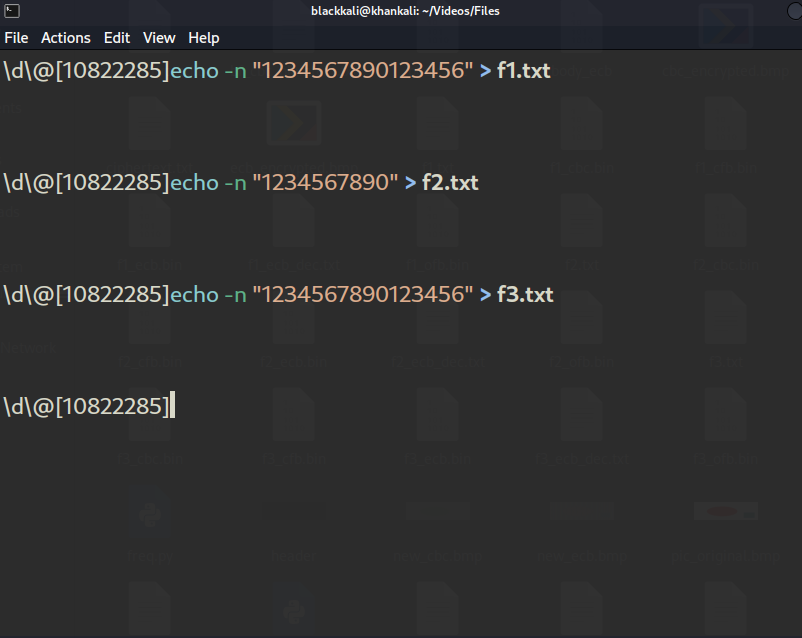 blackkali@khankali: ~/Videos/Files
File Actions Edit View Help
\d\@[10822285]echo -n "1234567890123456" > f1.txt
\d\@[10822285]echo -n "1234567890" > f2.txt
\d\@[10822285]echo -n "1234567890123456" > f3.txt
\d\@[10822285]